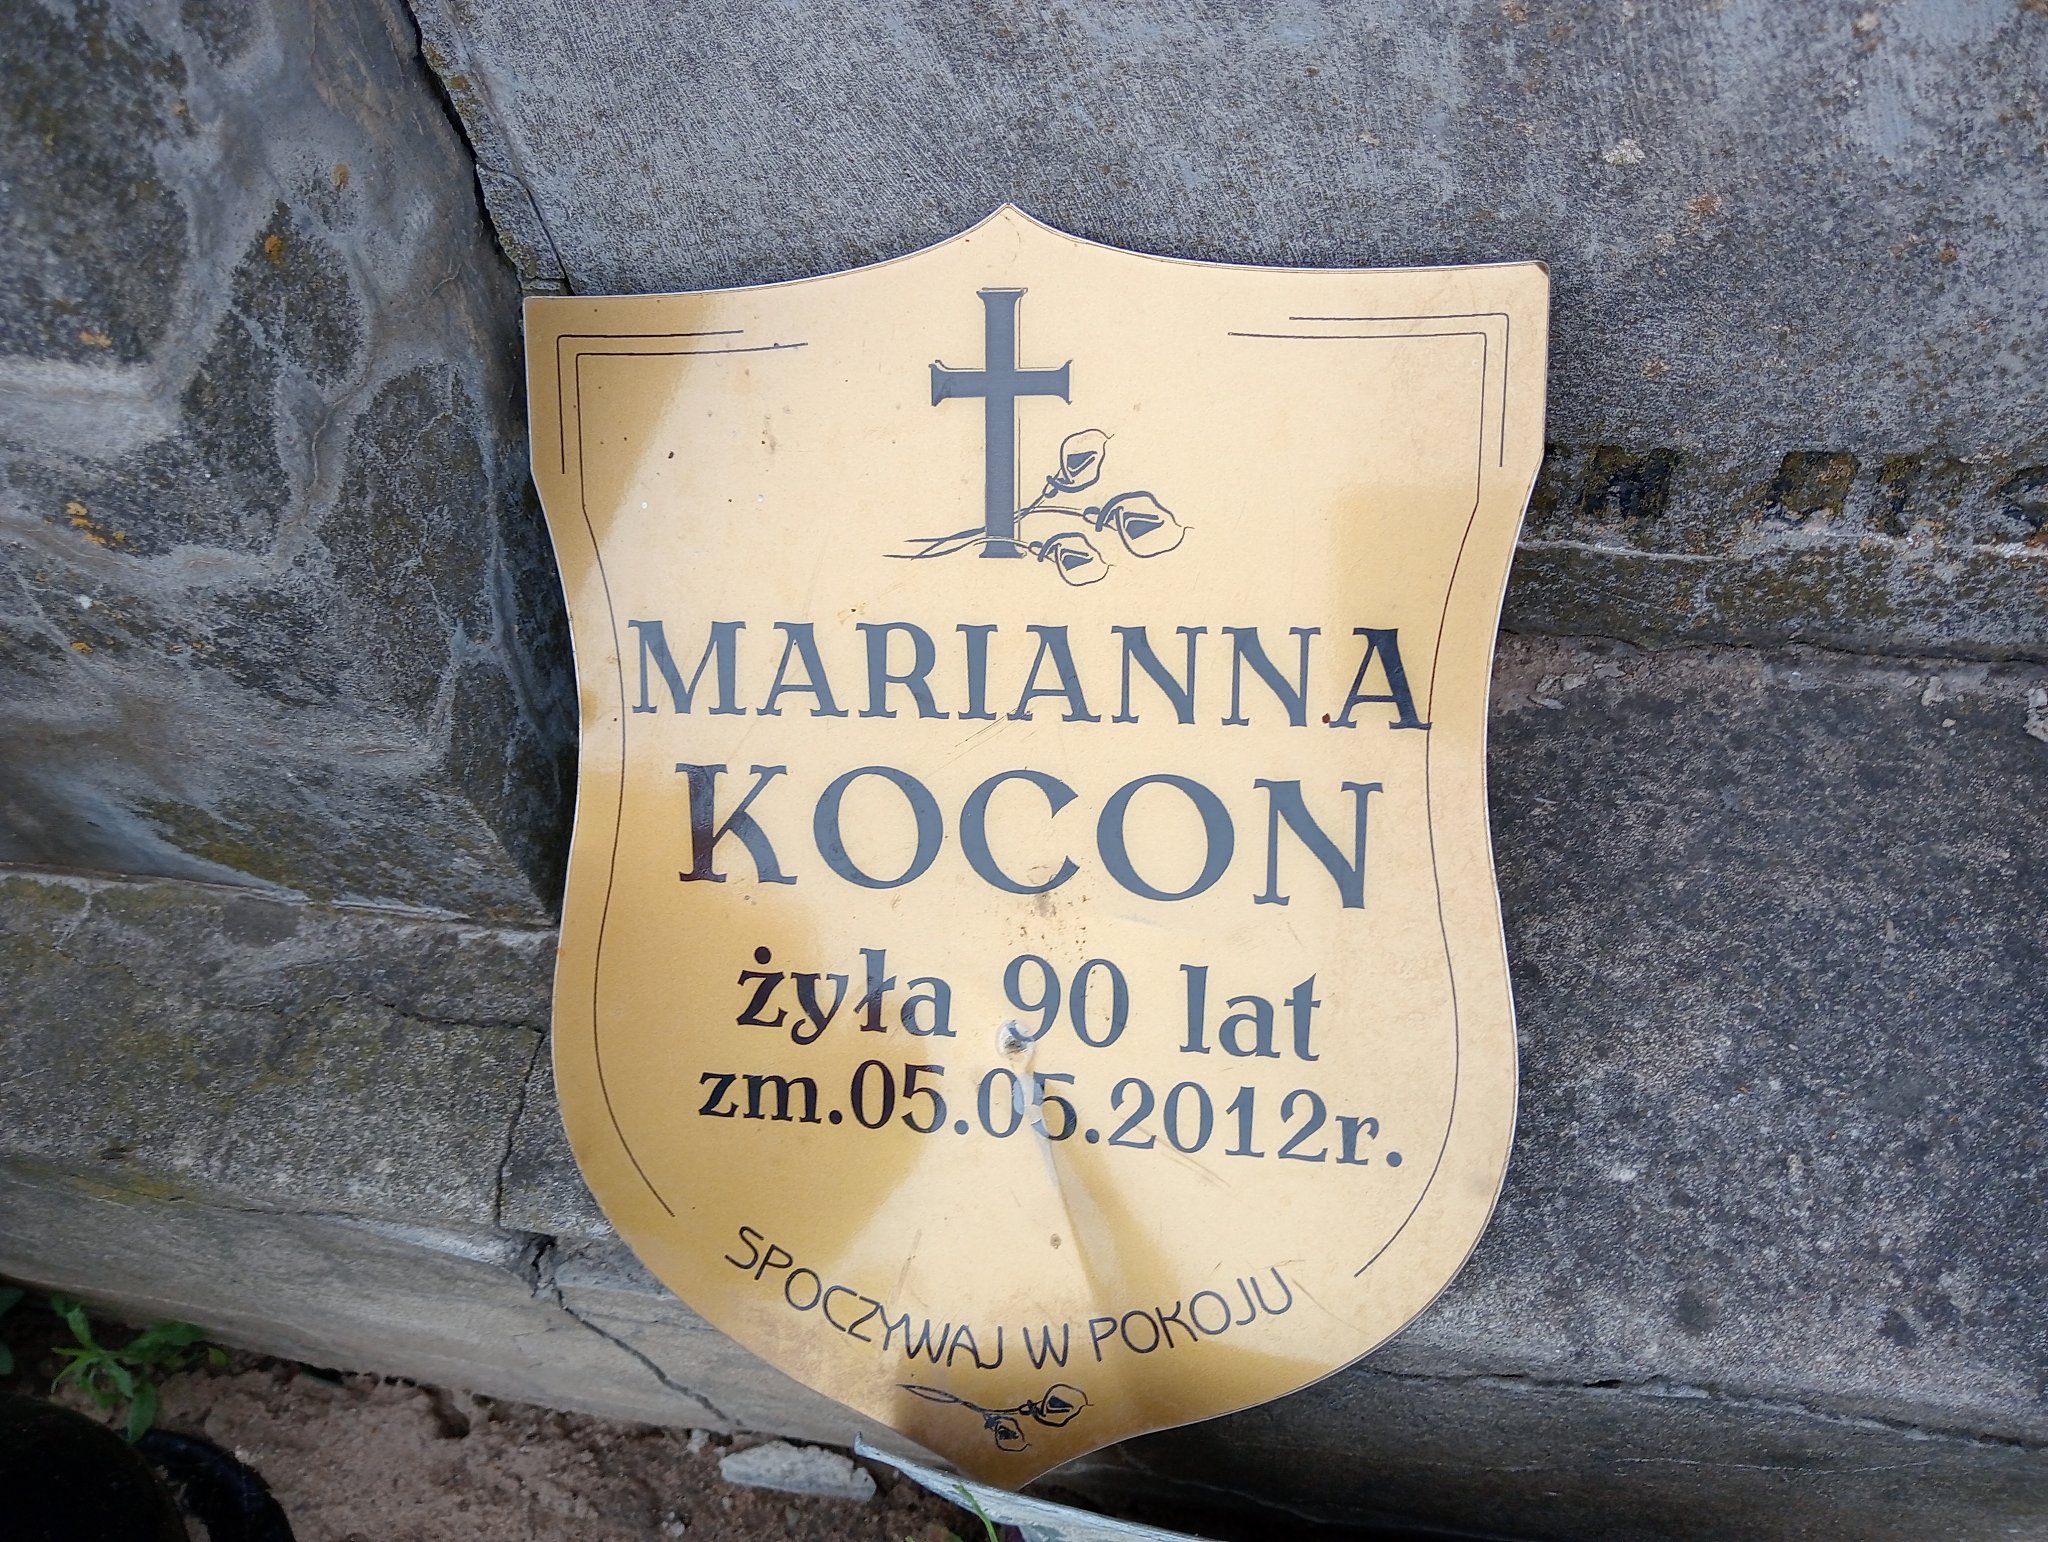 MARIANNA
KOCON
żyła 90 lat
zm.05.05.2012r.
SPOCZYWAJ W POKOJU